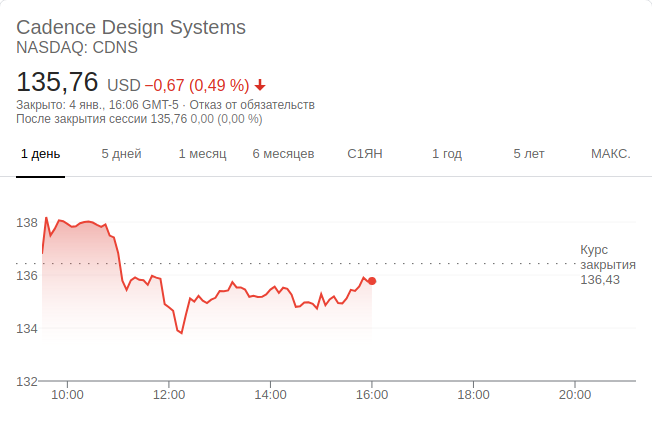 Cadence Design Systems
NASDAQ: CDNS
135,76 USD −0,67 (0,49 %)
Закрыто: 4 янв., 16:06 GMT-5 · Отказ от обязательств
После закрытия сессии 135,76 0,00 (0,00 %)
1 день 5 дней 1 месяц 6 месяцев С1ЯН 1 год 5 лет МАКС.
138
Курс
закрытия
136,43
136
134
132
10:00 12:00 14:00 16:00 18:00 20:00